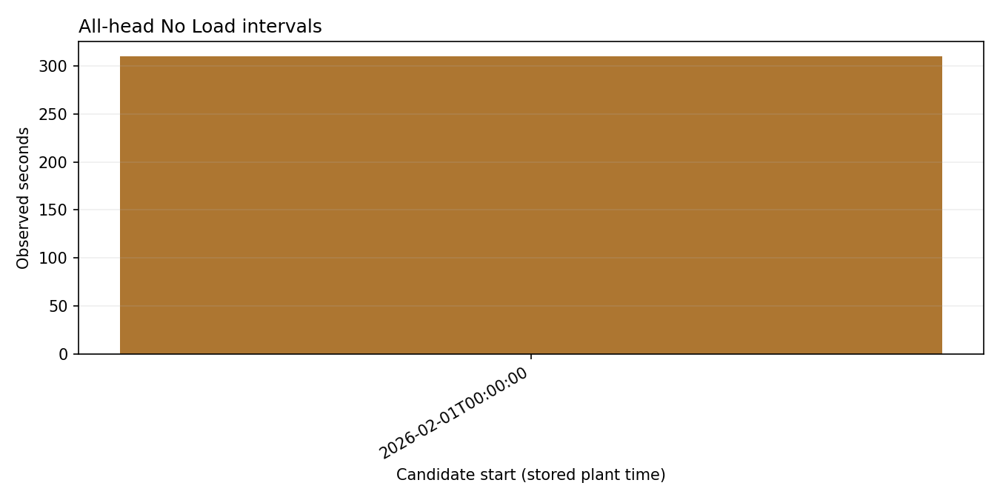 All-head No Load intervals
Observed seconds
300
250
200
150
100
50
0
2026-02-01T00:00:00
Candidate start (stored plant time)